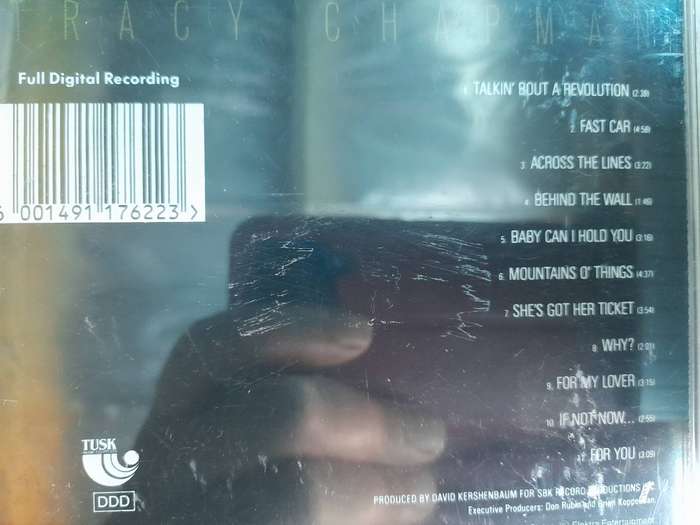 TRACY CHAPMAN
Full Digital Recording
6 001491 176223 >
1. TALKIN' BOUT A REVOLUTION (2:39)
2. FAST CAR (4:58)
3. ACROSS THE LINES (3:22)
4. BEHIND THE WALL (1:46)
5. BABY CAN I HOLD YOU (3:16)
6. MOUNTAINS O' THINGS (4:37)
7. SHE'S GOT HER TICKET (3:54)
8. WHY? (2:01)
9. FOR MY LOVER (3:15)
10. IF NOT NOW... (2:55)
11. FOR YOU (3:09)
TUSK
DDD
PRODUCED BY DAVID KERSHENBAUM FOR SBK RECORD PRODUCTIONS
Executive Producers: Don Rubin and Brian Koppelman
Elektra Entertainment